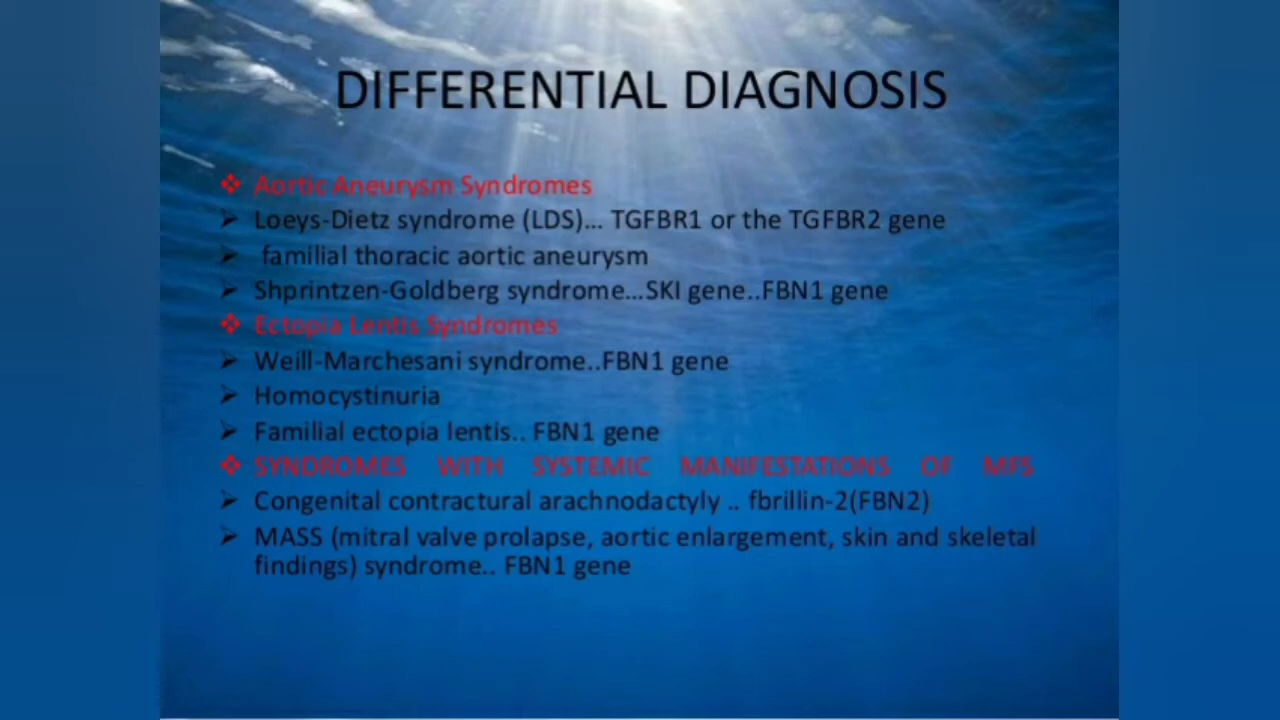 DIFFERENTIAL DIAGNOSIS
❖ Aortic Aneurysm Syndromes
➢ Loeys-Dietz syndrome (LDS)... TGFBR1 or the TGFBR2 gene
➢ familial thoracic aortic aneurysm
➢ Shprintzen-Goldberg syndrome...SKI gene..FBN1 gene
❖ Ectopia Lentis Syndromes
➢ Weill-Marchesani syndrome..FBN1 gene
➢ Homocystinuria
➢ Familial ectopia lentis.. FBN1 gene
❖ SYNDROMES WITH SYSTEMIC MANIFESTATIONS OF MFS
➢ Congenital contractural arachnodactyly .. fbrillin-2(FBN2)
➢ MASS (mitral valve prolapse, aortic enlargement, skin and skeletal
findings) syndrome.. FBN1 gene